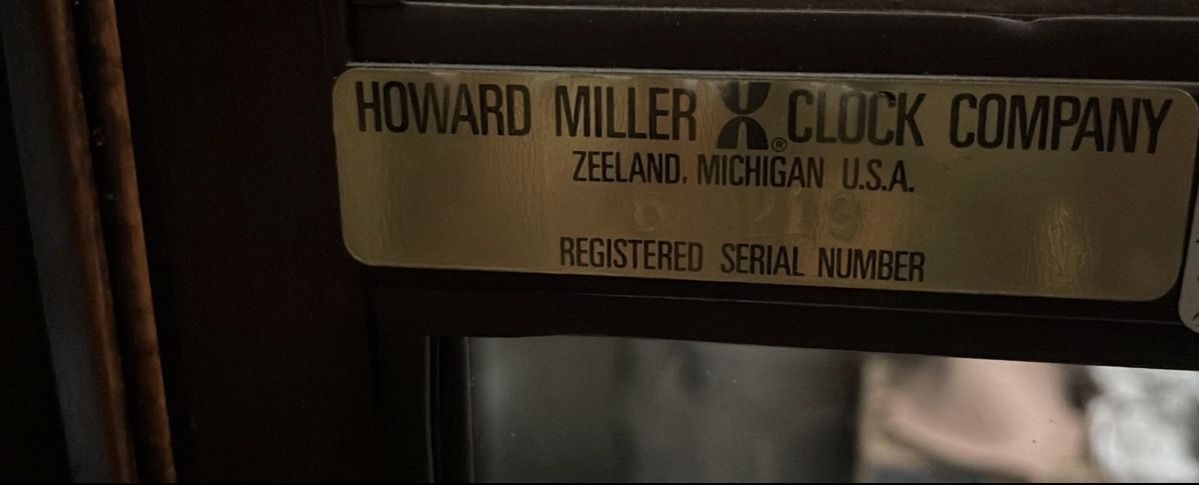 HOWARD MILLER ® CLOCK COMPANY
ZEELAND, MICHIGAN U.S.A.
REGISTERED SERIAL NUMBER